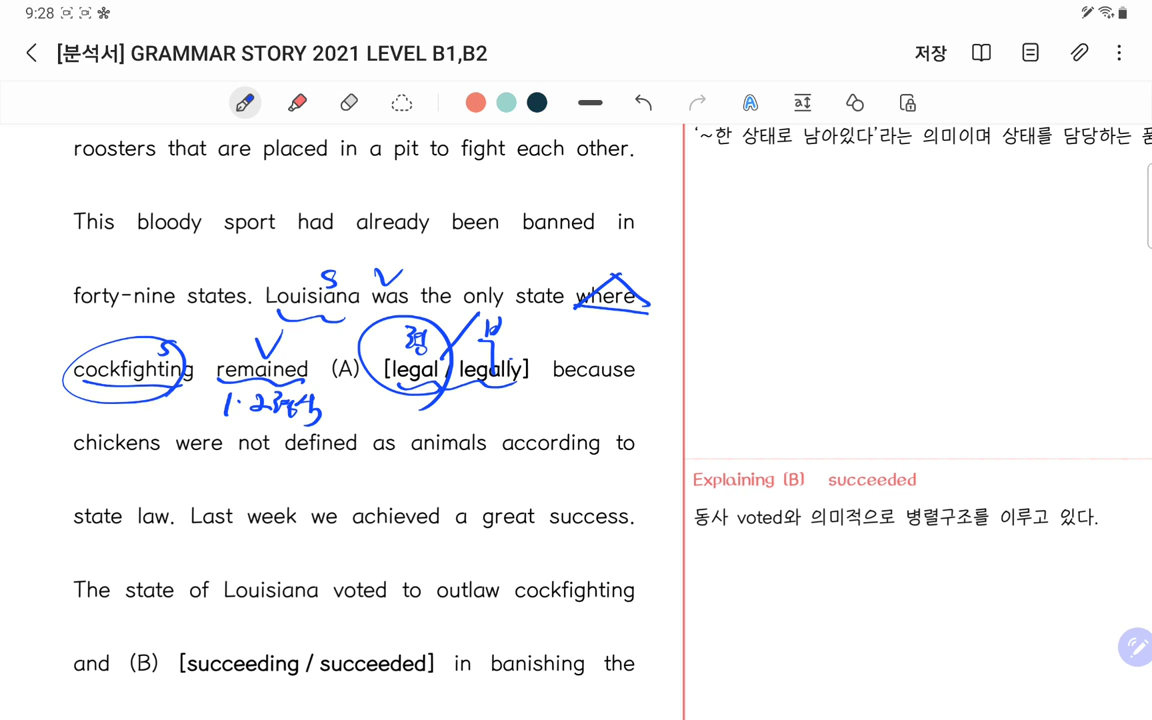 9:28
[분석서] GRAMMAR STORY 2021 LEVEL B1,B2
저장
roosters that are placed in a pit to fight each other.
This bloody sport had already been banned in
S V
forty-nine states. Louisiana was the only state where
S V 형 부
cockfighting remained (A) [legal / legally] because
1·2형식
chickens were not defined as animals according to
state law. Last week we achieved a great success.
The state of Louisiana voted to outlaw cockfighting
and (B) [succeeding / succeeded] in banishing the
'~한 상태로 남아있다'라는 의미이며 상태를 담당하는 품
Explaining (B) succeeded
동사 voted와 의미적으로 병렬구조를 이루고 있다.